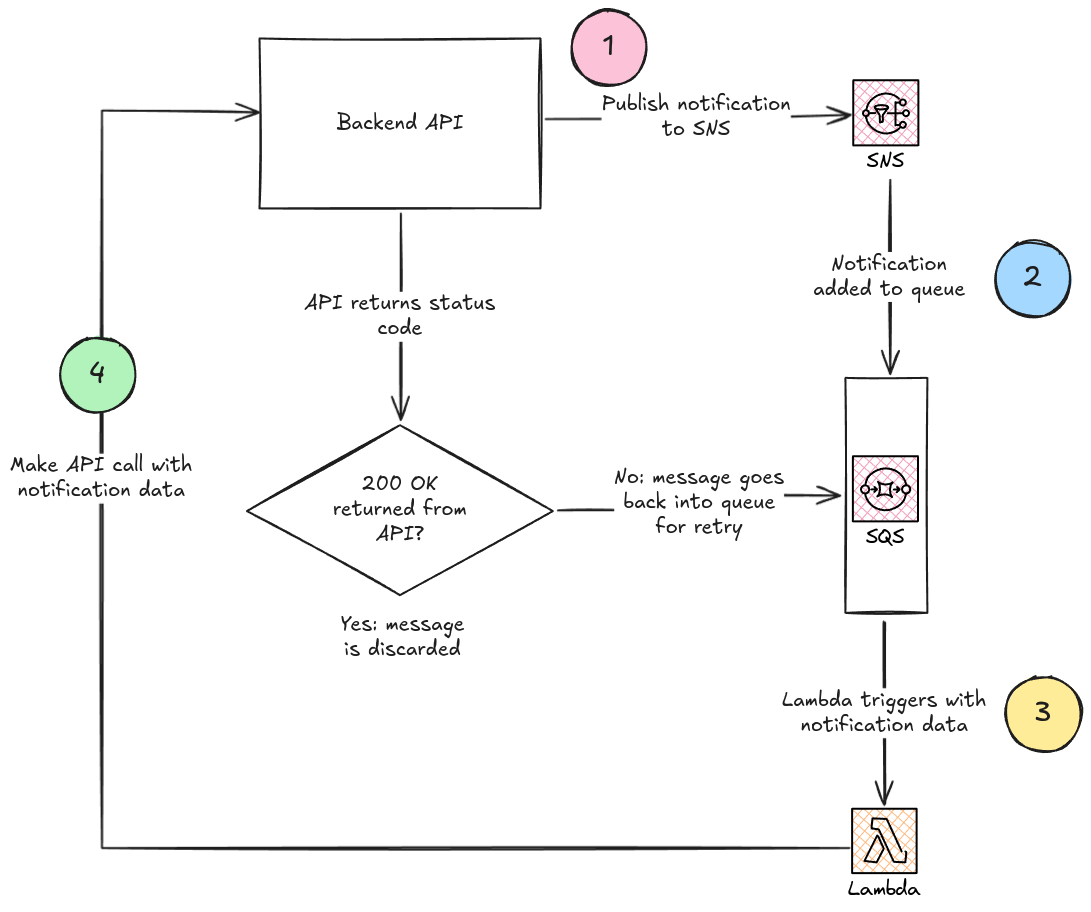 1
Backend API
Publish notification
to SNS
SNS
Notification
added to queue
2
API returns status
code
4
Make API call with
notification data
200 OK
returned from
API?
No: message goes
back into queue
for retry
SQS
Yes: message
is discarded
Lambda triggers with
notification data
3
Lambda